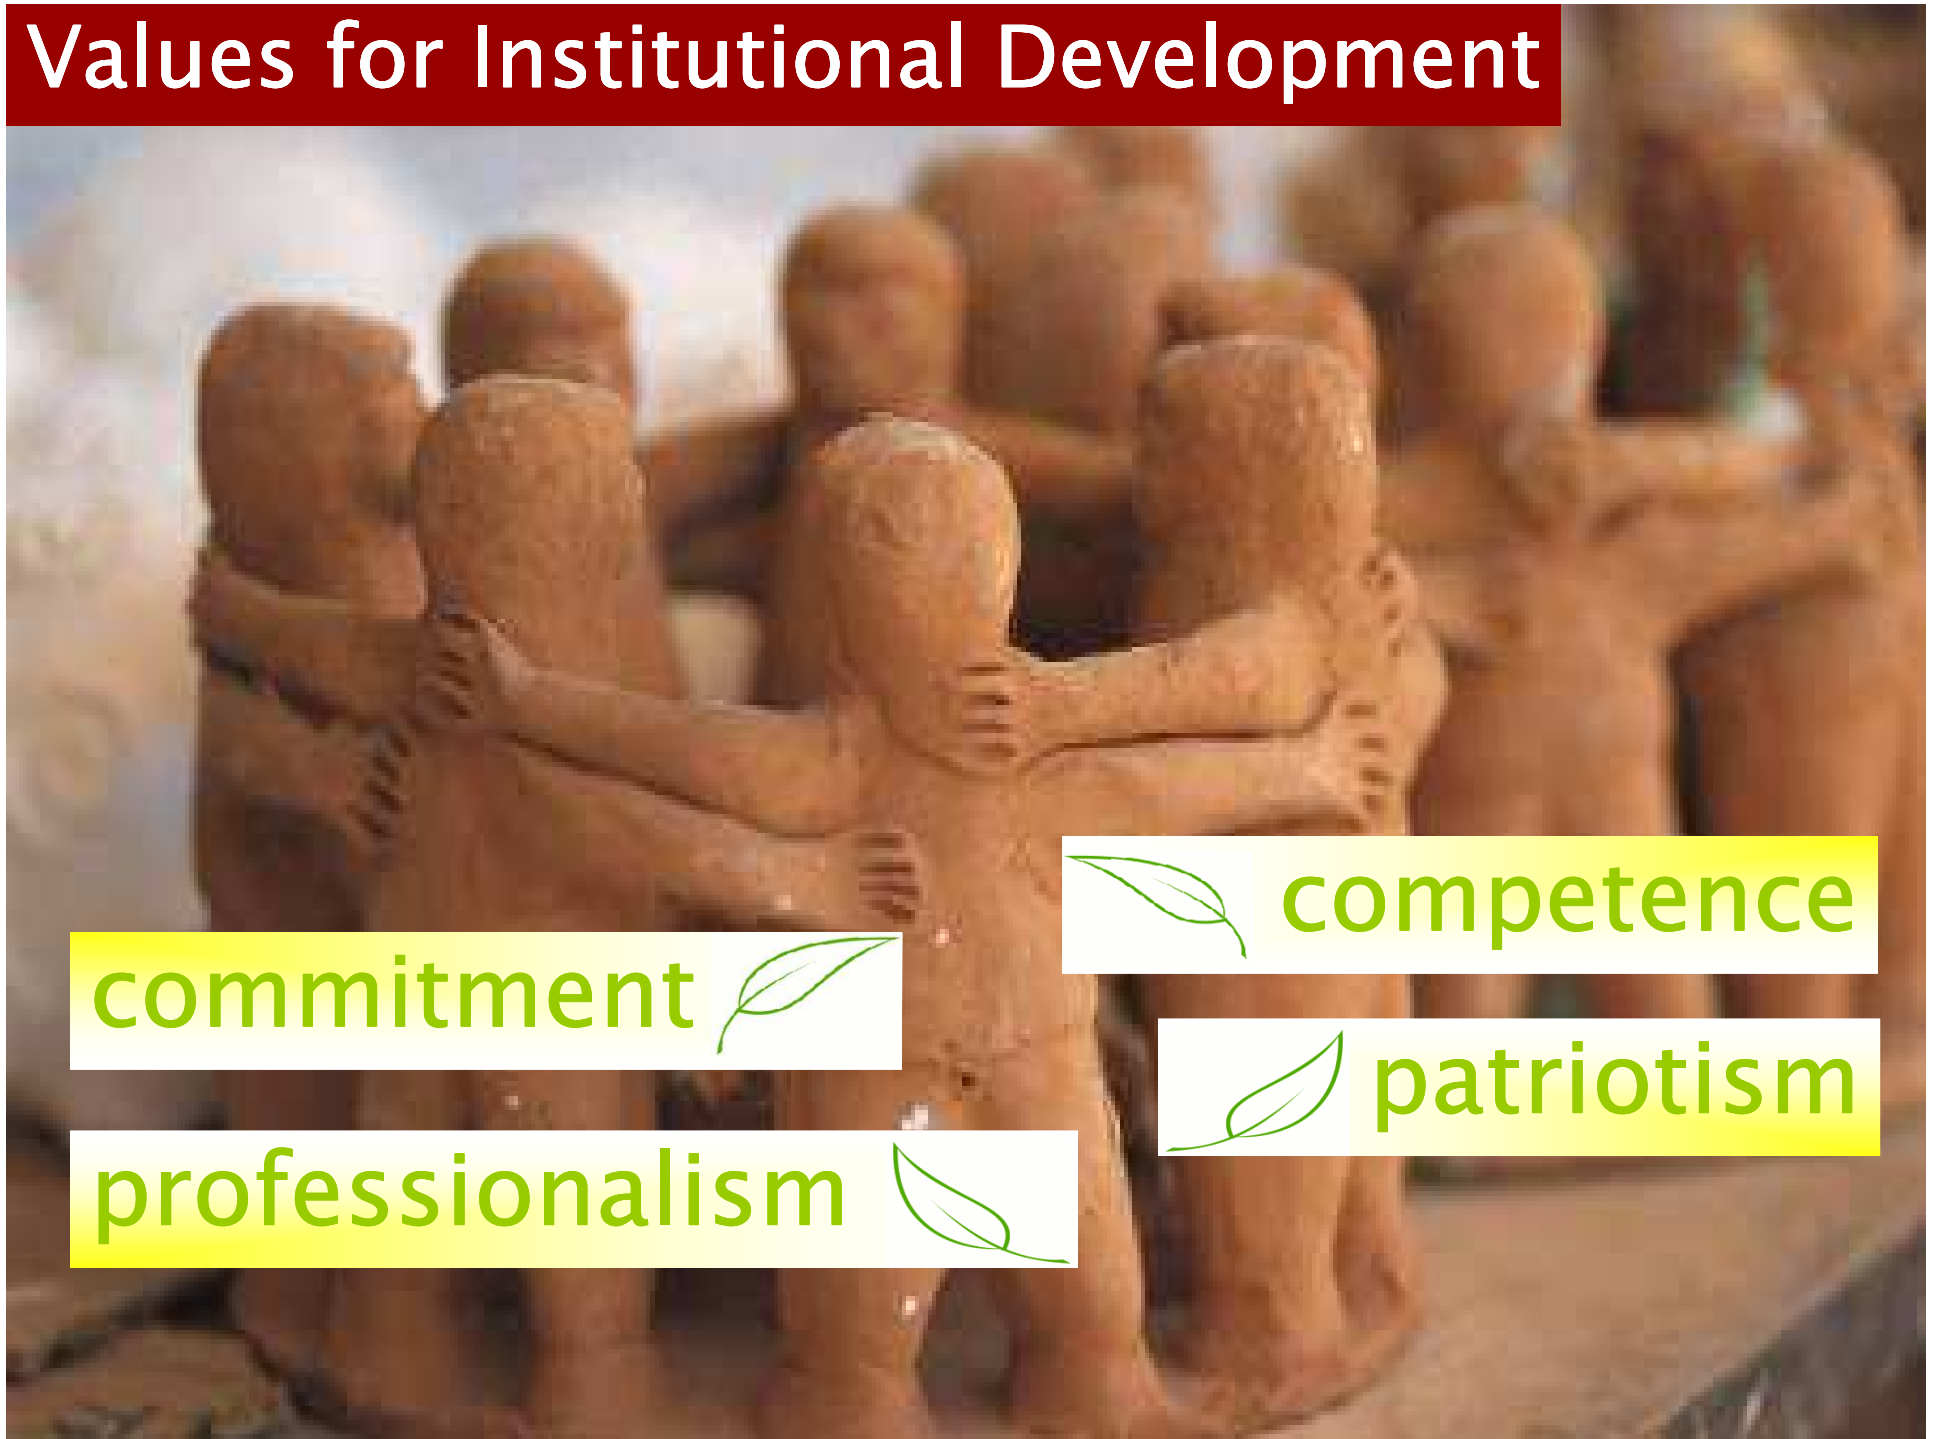 Values for Institutional Development
competence
commitment
patriotism
professionalism